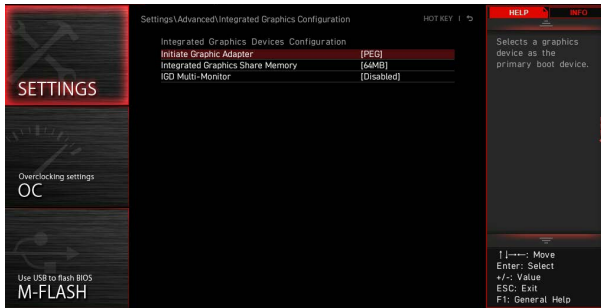 Settings\Advanced\Integrated Graphics Configuration
HOT KEY | ⮌
HELP
INFO
Integrated Graphics Devices Configuration
Initiate Graphic Adapter [PEG]
Integrated Graphics Share Memory [64MB]
IGD Multi-Monitor [Disabled]
Selects a graphics
device as the
primary boot device.
SETTINGS
Overclocking settings
OC
Use USB to flash BIOS
M-FLASH
↑↓→←: Move
Enter: Select
+/-: Value
ESC: Exit
F1: General Help